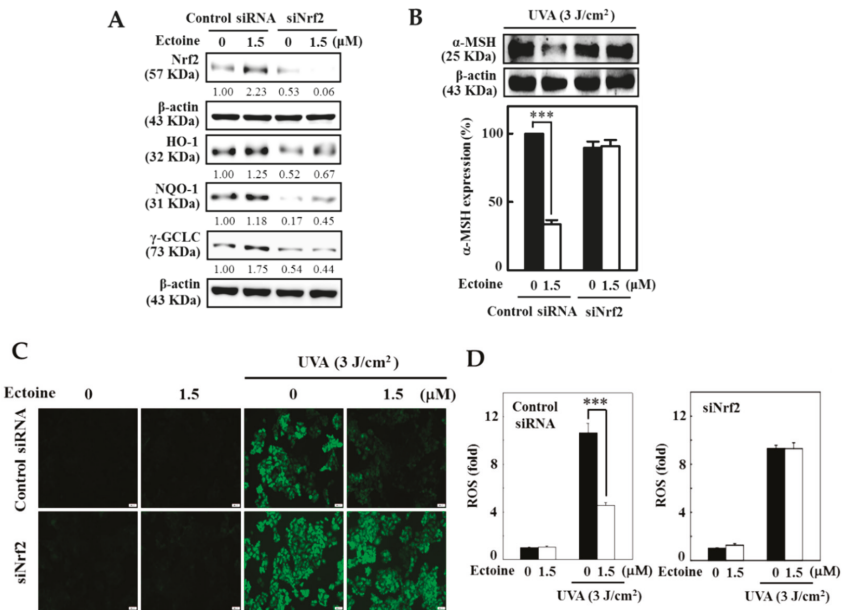 A
Control siRNA siNrf2
Ectoine 0 1.5 0 1.5 (µM)
Nrf2
(57 KDa)
1.00 2.23 0.53 0.06
β-actin
(43 KDa)
HO-1
(32 KDa)
1.00 1.25 0.52 0.67
NQO-1
(31 KDa)
1.00 1.18 0.17 0.45
γ-GCLC
(73 KDa)
1.00 1.75 0.54 0.44
β-actin
(43 KDa)
B
UVA (3 J/cm²)
α-MSH
(25 KDa)
β-actin
(43 KDa)
α-MSH expression (%)
100
50
0
***
Ectoine 0 1.5 0 1.5 (µM)
Control siRNA siNrf2
C
UVA (3 J/cm²)
Ectoine 0 1.5 0 1.5 (µM)
Control siRNA
siNrf2
D
ROS (fold)
12
8
4
0
Control
siRNA
***
Ectoine 0 1.5 0 1.5 (µM)
UVA (3 J/cm²)
ROS (fold)
12
8
4
0
siNrf2
0 1.5 0 1.5 (µM)
UVA (3 J/cm²)